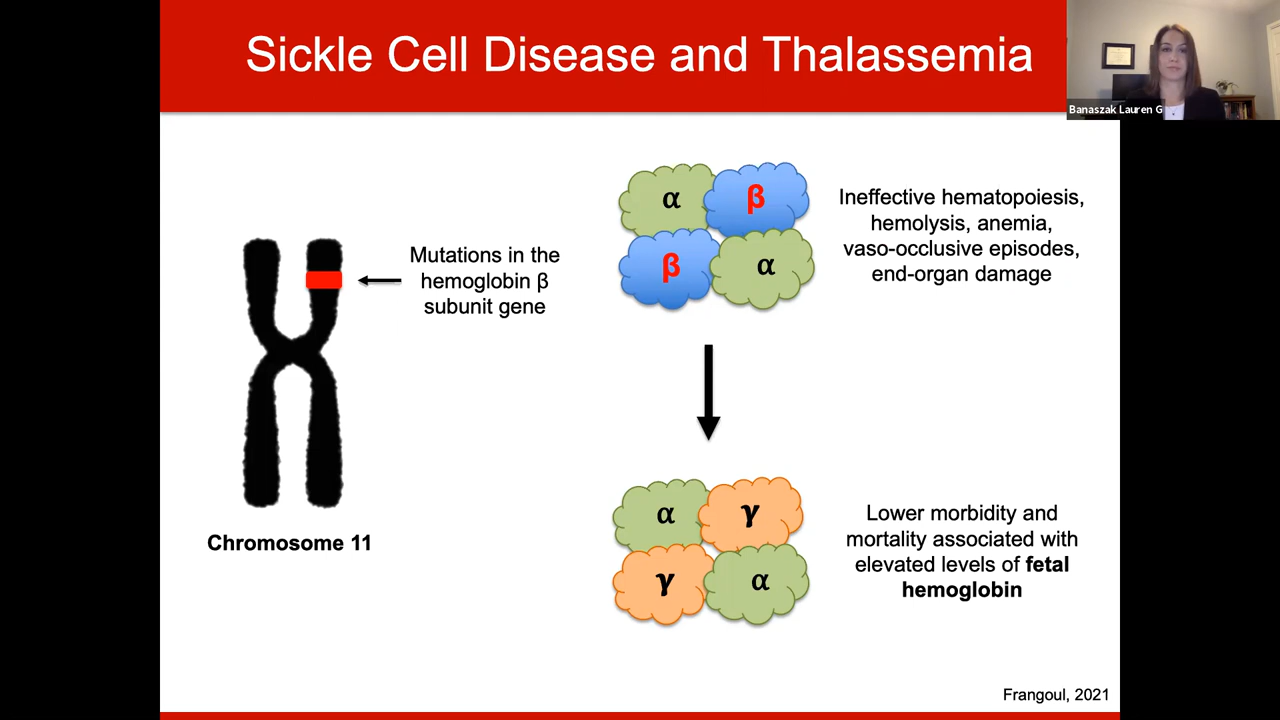 Sickle Cell Disease and Thalassemia
Banaszak Lauren G
α
β
β
α
Ineffective hematopoiesis,
hemolysis, anemia,
vaso-occlusive episodes,
end-organ damage
Mutations in the
hemoglobin β
subunit gene
Chromosome 11
α
γ
γ
α
Lower morbidity and
mortality associated with
elevated levels of fetal
hemoglobin
Frangoul, 2021